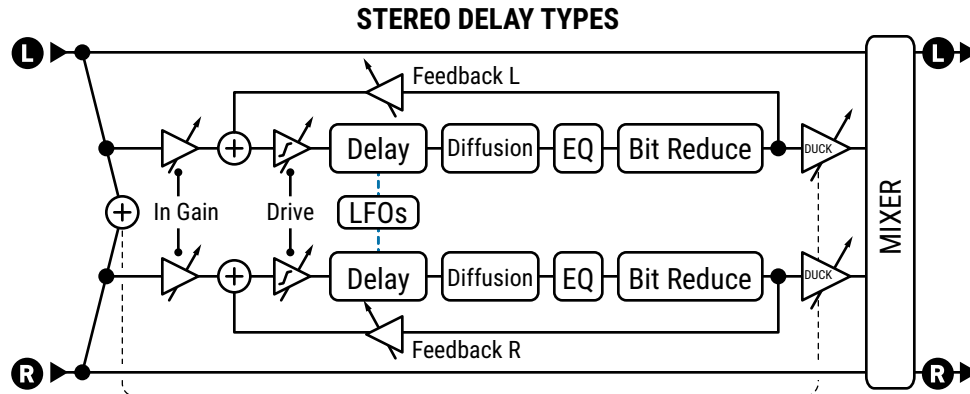 STEREO DELAY TYPES
L
L
Feedback L
Delay
Diffusion
EQ
Bit Reduce
DUCK
+
In Gain
Drive
LFOs
MIXER
Delay
Diffusion
EQ
Bit Reduce
DUCK
Feedback R
R
R